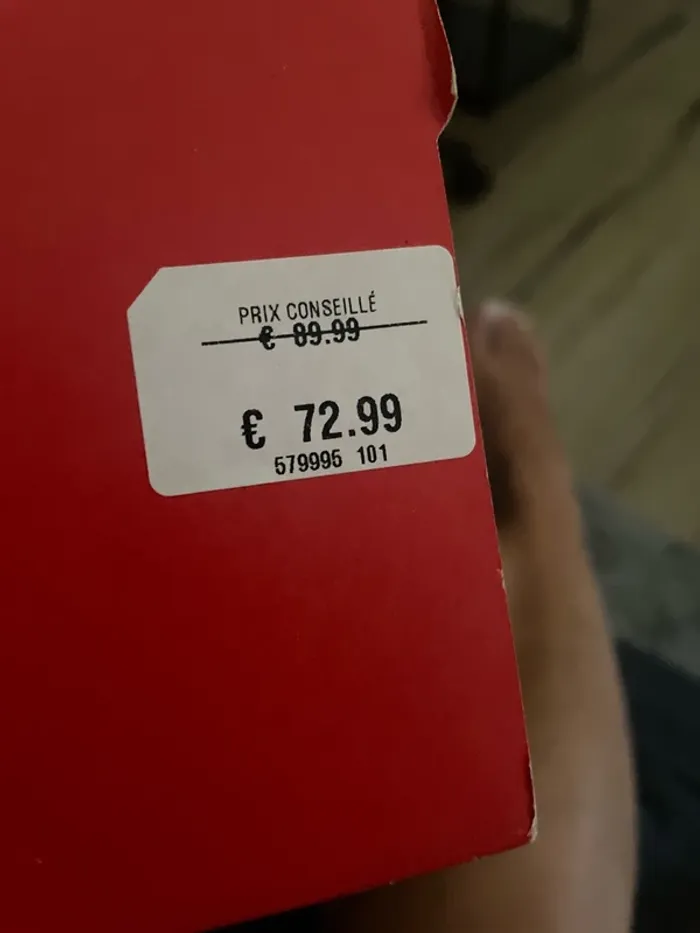 PRIX CONSEILLÉ
€ 89.99
€ 72.99
579995 101